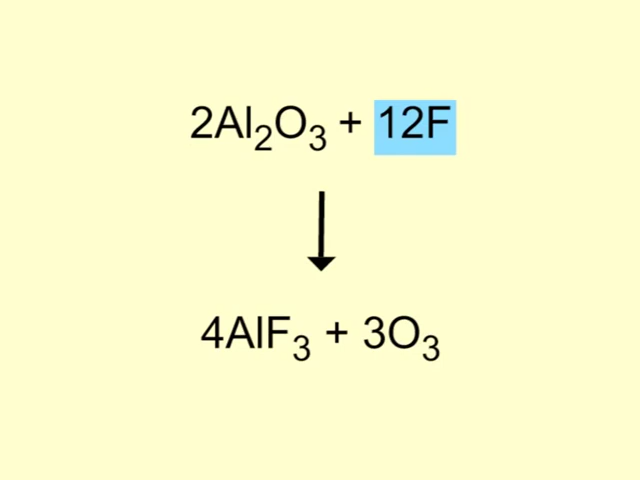 2Al₂O₃ + 12F
4AlF₃ + 3O₃